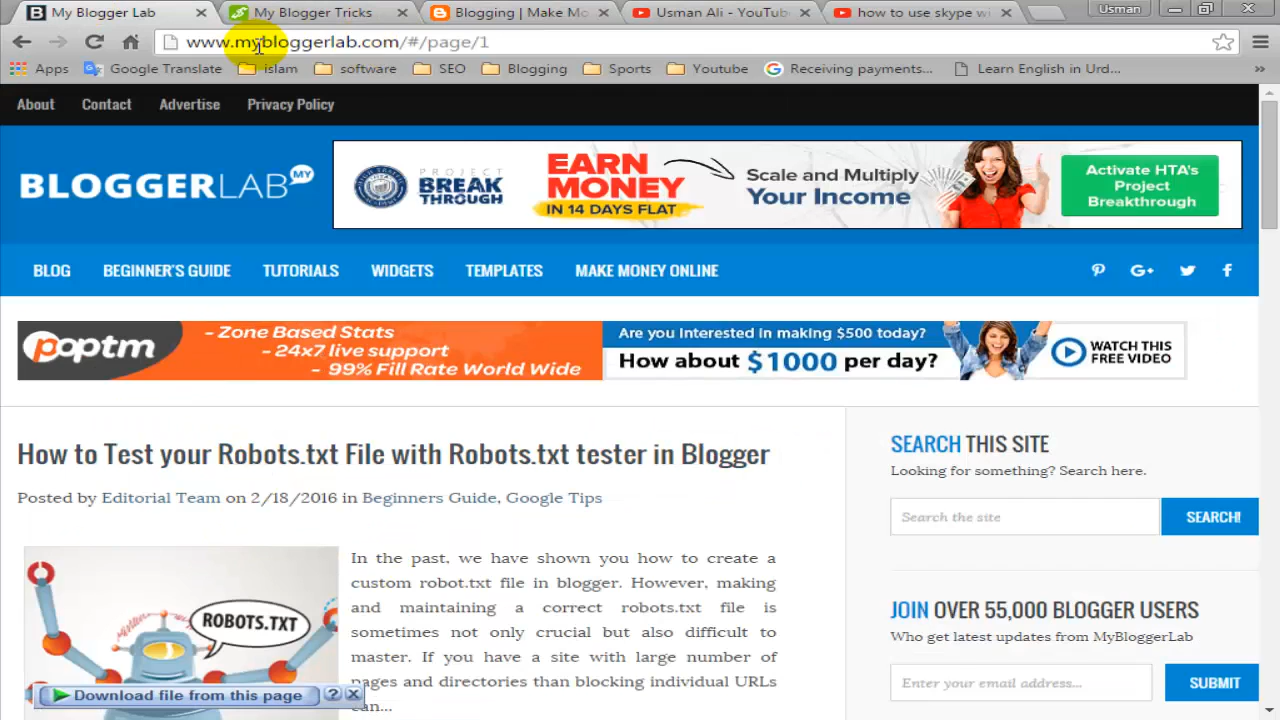 My Blogger Lab
My Blogger Tricks
Blogging | Make Mo
Usman Ali - YouTub
how to use skype wi
Usman
www.mybloggerlab.com/#/page/1
Apps
Google Translate
islam
software
SEO
Blogging
Sports
Youtube
Receiving payments...
Learn English in Urd...
»
About
Contact
Advertise
Privacy Policy
BLOGGERLAB MY
PROJECT
BREAK
THROUGH
EARN
MONEY
IN 14 DAYS FLAT
Scale and Multiply
Your Income
Activate HTA's
Project
Breakthrough
BLOG
BEGINNER'S GUIDE
TUTORIALS
WIDGETS
TEMPLATES
MAKE MONEY ONLINE
poptm
- Zone Based Stats
- 24x7 live support
- 99% Fill Rate World Wide
Are you interested in making $500 today?
How about $1000 per day?
WATCH THIS
FREE VIDEO
How to Test your Robots.txt File with Robots.txt tester in Blogger
Posted by Editorial Team on 2/18/2016 in Beginners Guide, Google Tips
ROBOTS.TXT
In the past, we have shown you how to create a
custom robot.txt file in blogger. However, making
and maintaining a correct robots.txt file is
sometimes not only crucial but also difficult to
master. If you have a site with large number of
pages and directories than blocking individual URLs
can...
Download file from this page
SEARCH THIS SITE
Looking for something? Search here.
Search the site
SEARCH!
JOIN OVER 55,000 BLOGGER USERS
Who get latest updates from MyBloggerLab
Enter your email address...
SUBMIT